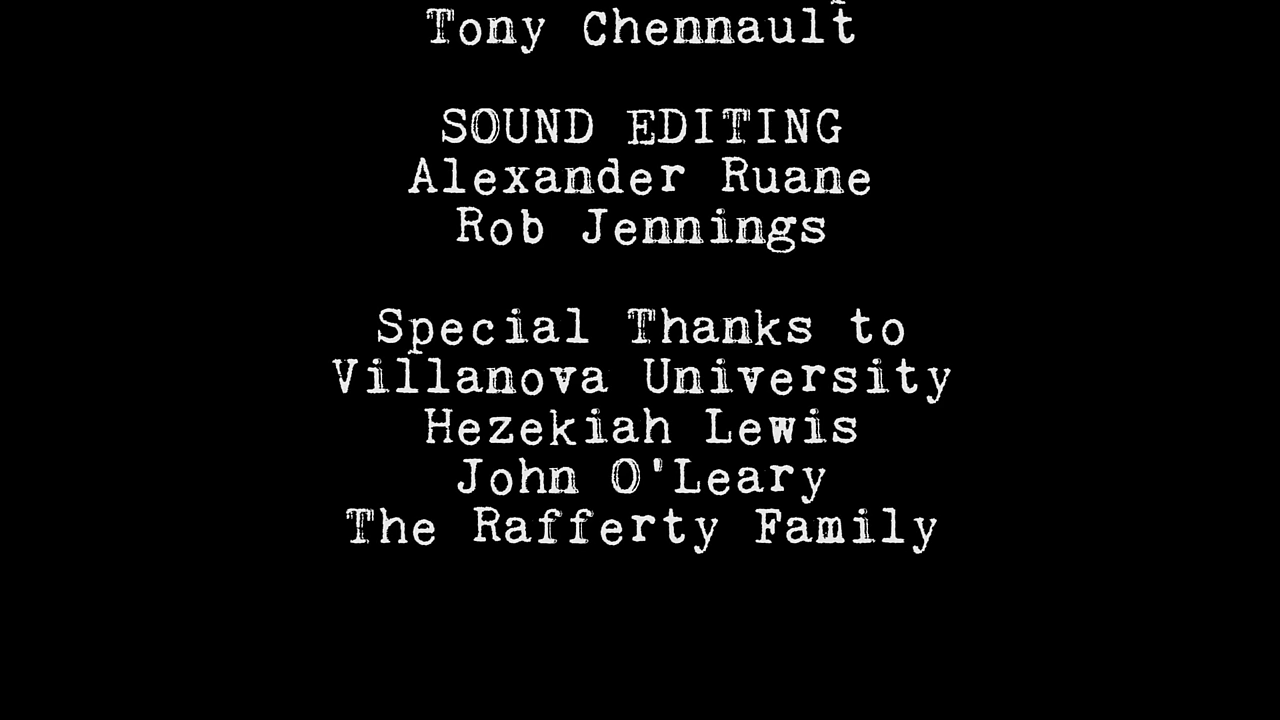 Tony Chennault
SOUND EDITING
Alexander Ruane
Rob Jennings
Special Thanks to
Villanova University
Hezekiah Lewis
John O'Leary
The Rafferty Family